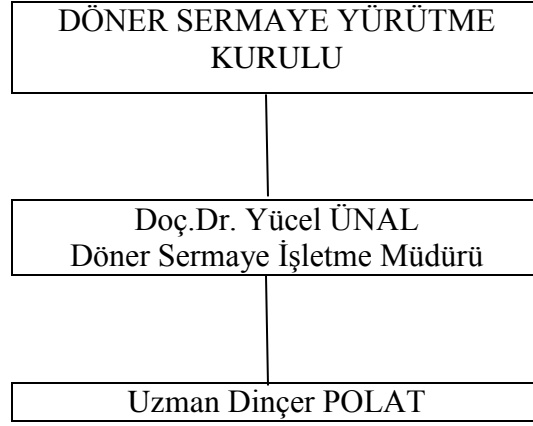 DÖNER SERMAYE YÜRÜTME
KURULU
Doç.Dr. Yücel ÜNAL
Döner Sermaye İşletme Müdürü
Uzman Dinçer POLAT